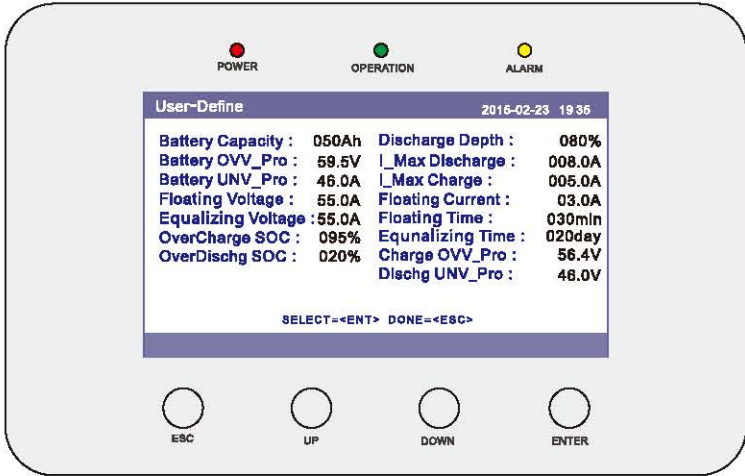 POWER OPERATION ALARM
User-Define 2016-02-23 19 36
Battery Capacity : 050Ah Discharge Depth : 080%
Battery OVV_Pro : 59.5V I_Max Discharge : 008.0A
Battery UNV_Pro : 46.0A I_Max Charge : 005.0A
Floating Voltage : 55.0A Floating Current : 03.0A
Equalizing Voltage : 55.0A Floating Time : 030min
OverCharge SOC : 095% Equnalizing Time : 020day
OverDischg SOC : 020% Charge OVV_Pro : 56.4V
Dischg UNV_Pro : 46.0V
SELECT=<ENT> DONE=<ESC>
ESC UP DOWN ENTER